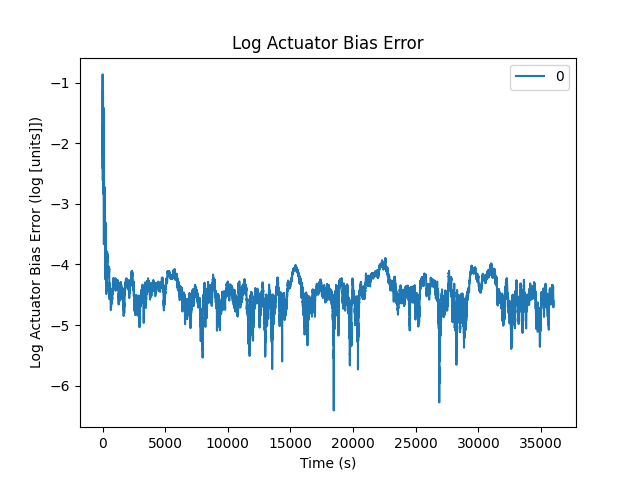 Log Actuator Bias Error
0
Log Actuator Bias Error (log [units]])
−1
−2
−3
−4
−5
−6
0 5000 10000 15000 20000 25000 30000 35000
Time (s)